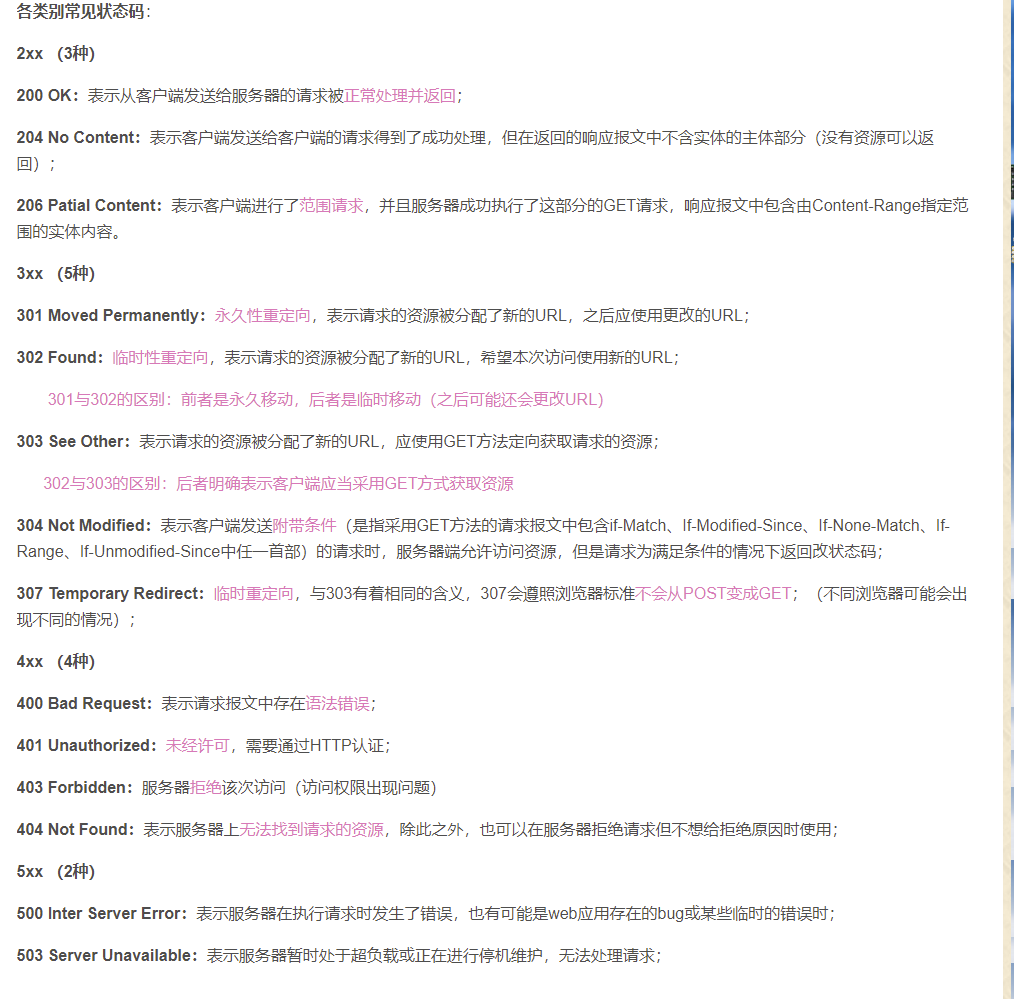 各类别常见状态码：
2xx （3种）
200 OK：表示从客户端发送给服务器的请求被正常处理并返回；
204 No Content：表示客户端发送给客户端的请求得到了成功处理，但在返回的响应报文中不含实体的主体部分（没有资源可以返
回）；
206 Patial Content：表示客户端进行了范围请求，并且服务器成功执行了这部分的GET请求，响应报文中包含由Content-Range指定范
围的实体内容。
3xx （5种）
301 Moved Permanently：永久性重定向，表示请求的资源被分配了新的URL，之后应使用更改的URL；
302 Found：临时性重定向，表示请求的资源被分配了新的URL，希望本次访问使用新的URL；
301与302的区别：前者是永久移动，后者是临时移动（之后可能还会更改URL）
303 See Other：表示请求的资源被分配了新的URL，应使用GET方法定向获取请求的资源；
302与303的区别：后者明确表示客户端应当采用GET方式获取资源
304 Not Modified：表示客户端发送附带条件（是指采用GET方法的请求报文中包含if-Match、If-Modified-Since、If-None-Match、If-
Range、If-Unmodified-Since中任一首部）的请求时，服务器端允许访问资源，但是请求为满足条件的情况下返回改状态码；
307 Temporary Redirect：临时重定向，与303有着相同的含义，307会遵照浏览器标准不会从POST变成GET；（不同浏览器可能会出
现不同的情况）；
4xx （4种）
400 Bad Request：表示请求报文中存在语法错误；
401 Unauthorized：未经许可，需要通过HTTP认证；
403 Forbidden：服务器拒绝该次访问（访问权限出现问题）
404 Not Found：表示服务器上无法找到请求的资源，除此之外，也可以在服务器拒绝请求但不想给拒绝原因时使用；
5xx （2种）
500 Inter Server Error：表示服务器在执行请求时发生了错误，也有可能是web应用存在的bug或某些临时的错误时；
503 Server Unavailable：表示服务器暂时处于超负载或正在进行停机维护，无法处理请求；